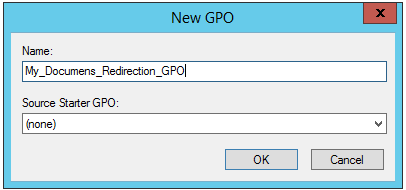 New GPO
x
Name:
My_Documens_Redirection_GPO
Source Starter GPO:
(none)
OK
Cancel